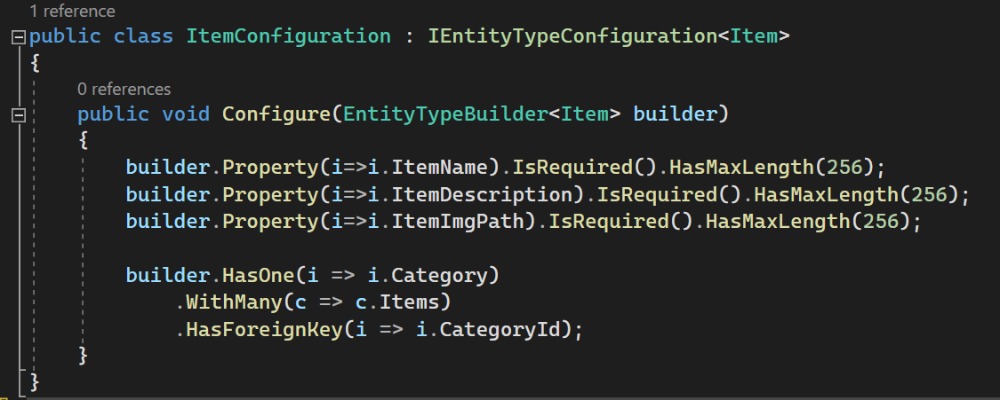 1 reference
public class ItemConfiguration : IEntityTypeConfiguration<Item>
{
0 references
public void Configure(EntityTypeBuilder<Item> builder)
{
builder.Property(i=>i.ItemName).IsRequired().HasMaxLength(256);
builder.Property(i=>i.ItemDescription).IsRequired().HasMaxLength(256);
builder.Property(i=>i.ItemImgPath).IsRequired().HasMaxLength(256);
builder.HasOne(i => i.Category)
.WithMany(c => c.Items)
.HasForeignKey(i => i.CategoryId);
}
}